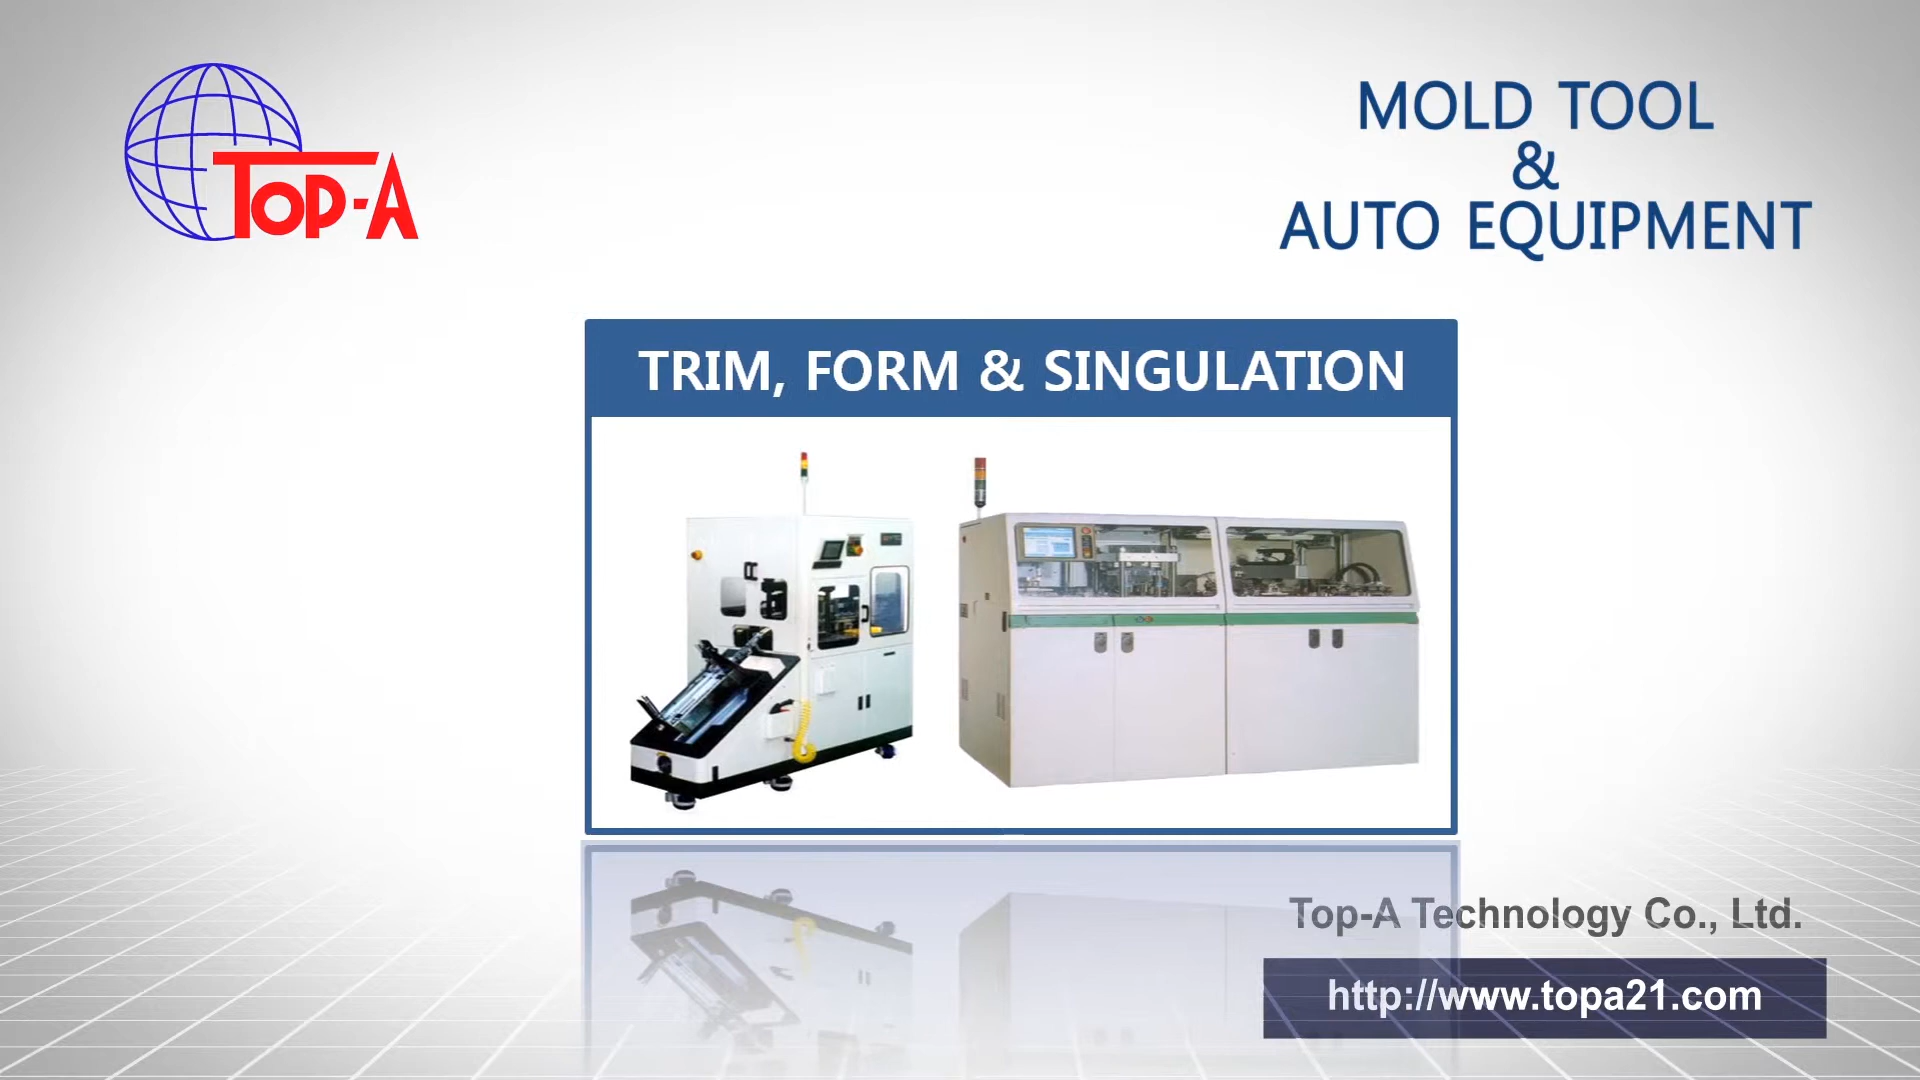 TOP-A
MOLD TOOL
&
AUTO EQUIPMENT
TRIM, FORM & SINGULATION
Top-A Technology Co., Ltd.
http://www.topa21.com